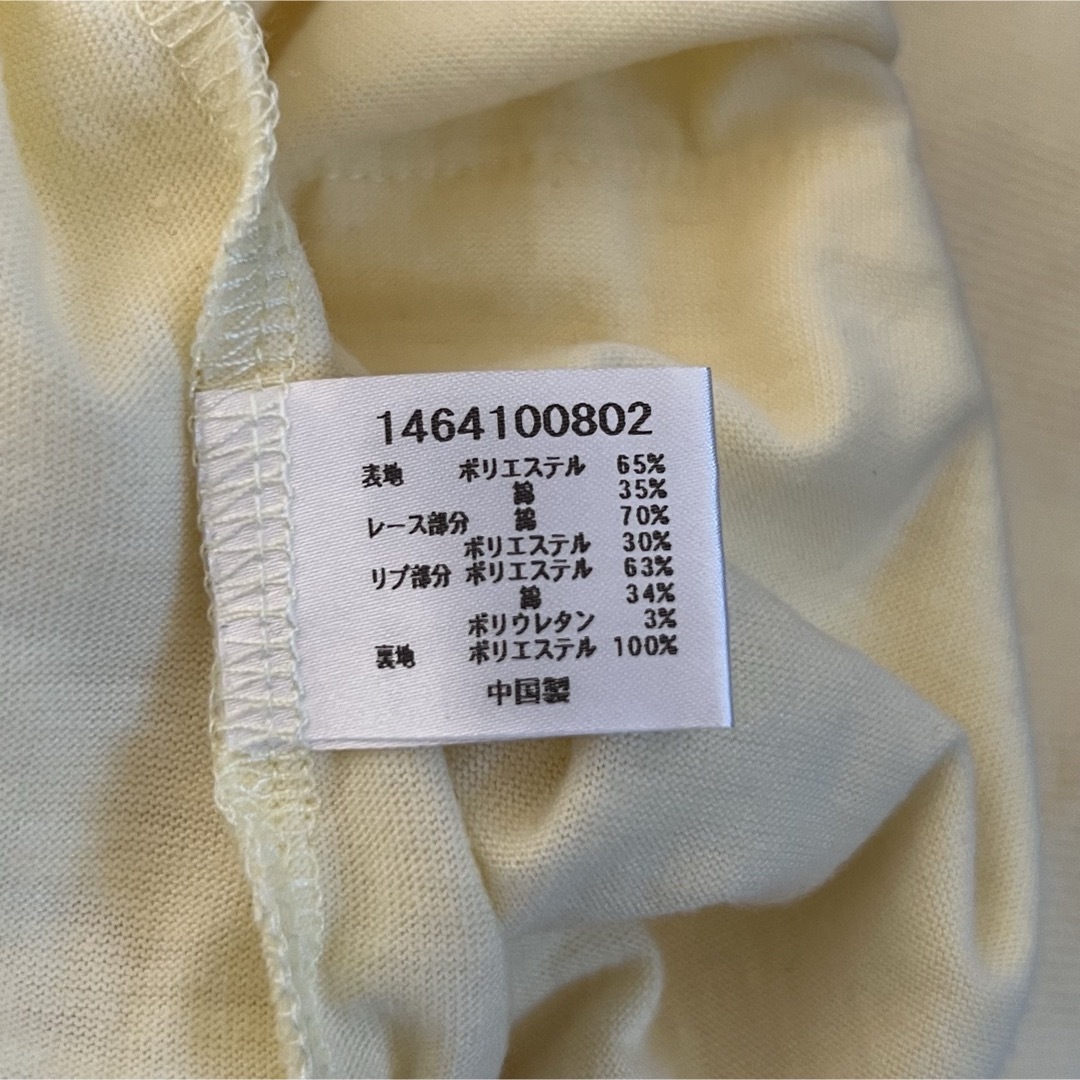 1464100802
表地 ポリエステル 65%
綿 35%
レース部分 綿 70%
ポリエステル 30%
リブ部分 ポリエステル 63%
綿 34%
ポリウレタン 3%
裏地 ポリエステル 100%
中国製